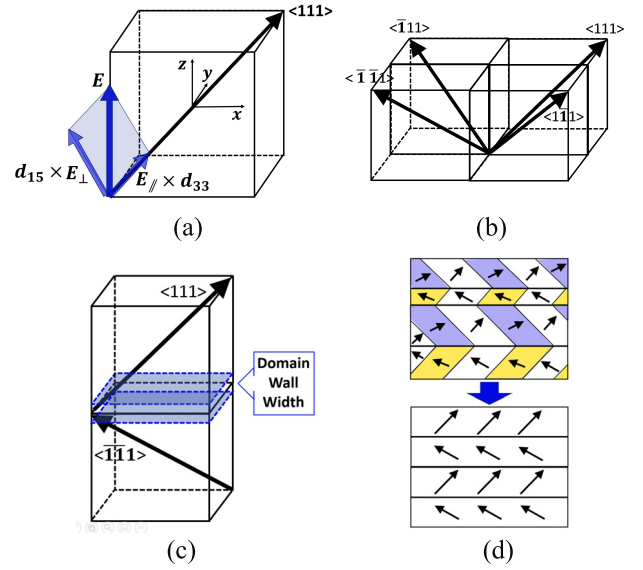 <111>
z
y
x
E
d₁₅ × E⊥
E∕∕ × d₃₃
(a)
<1̅11>
<111>
<1̅ 1̅1>
<11̅1>
(b)
<111>
Domain
Wall
Width
<1̅1̅1>
(c)
(d)